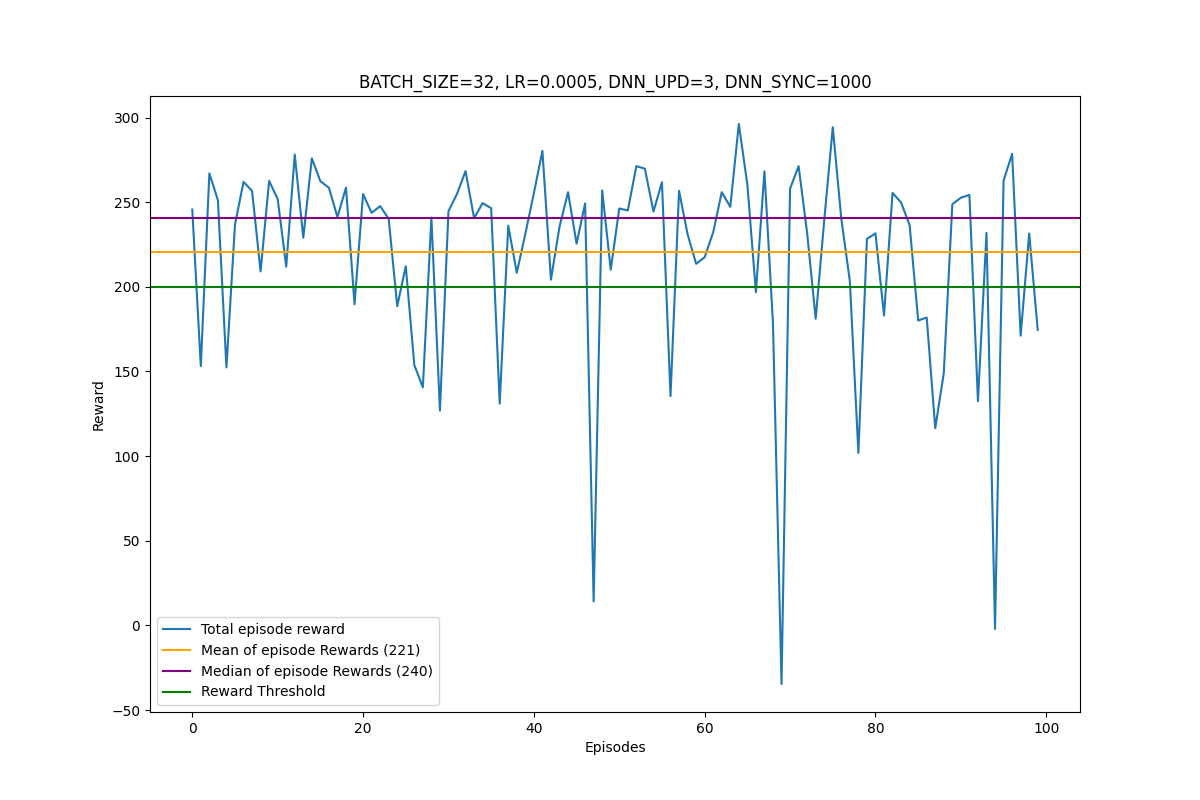 BATCH_SIZE=32, LR=0.0005, DNN_UPD=3, DNN_SYNC=1000
300
250
200
150
100
50
0
−50
Reward
Total episode reward
Mean of episode Rewards (221)
Median of episode Rewards (240)
Reward Threshold
0 20 40 60 80 100
Episodes